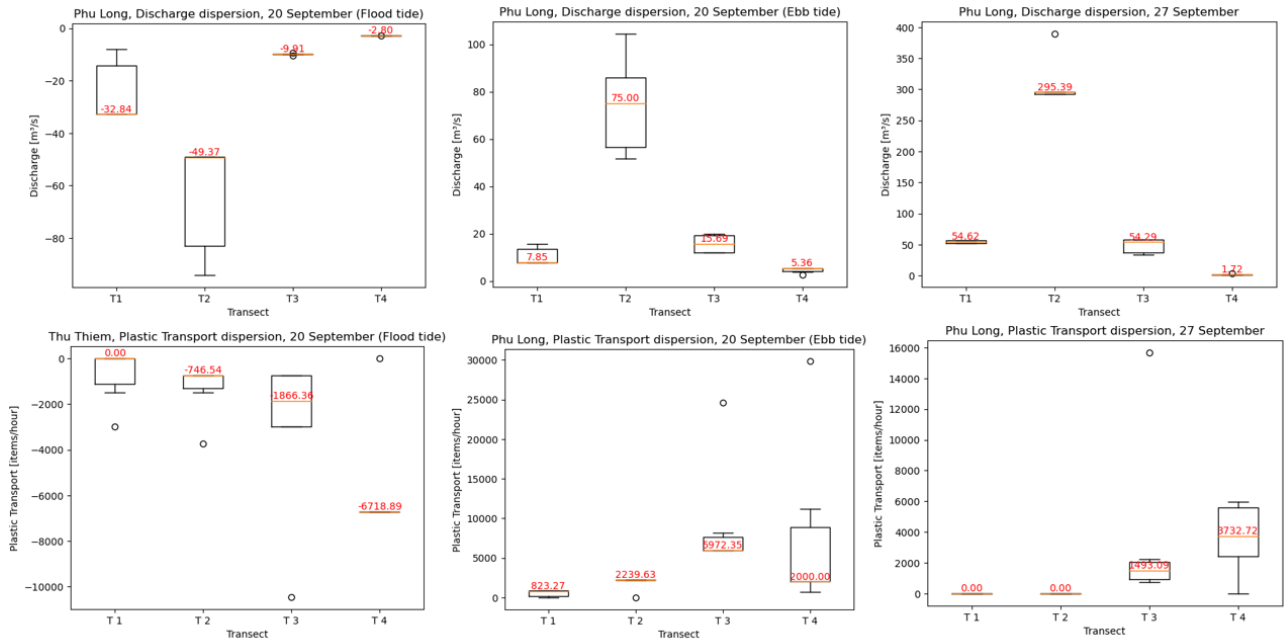 Phu Long, Discharge dispersion, 20 September (Flood tide)
0
−20
−40
−60
−80
Discharge [m³/s]
-32.84
-49.37
-9.91
-2.80
T1 T2 T3 T4
Transect
Phu Long, Discharge dispersion, 20 September (Ebb tide)
100
80
60
40
20
0
Discharge [m³/s]
7.85
75.00
15.69
5.36
T1 T2 T3 T4
Transect
Phu Long, Discharge dispersion, 27 September
400
350
300
250
200
150
100
50
0
Discharge [m³/s]
54.62
295.39
54.29
1.72
T1 T2 T3 T4
Transect
Thu Thiem, Plastic Transport dispersion, 20 September (Flood tide)
0
−2000
−4000
−6000
−8000
−10000
Plastic Transport [items/hour]
0.00
-746.54
-1866.36
-6718.89
T 1 T 2 T 3 T 4
Transect
Phu Long, Plastic Transport dispersion, 20 September (Ebb tide)
30000
25000
20000
15000
10000
5000
0
Plastic Transport [items/hour]
823.27
2239.63
5972.35
2000.00
T 1 T 2 T 3 T 4
Transect
Phu Long, Plastic Transport dispersion, 27 September
16000
14000
12000
10000
8000
6000
4000
2000
0
Plastic Transport [items/hour]
0.00
0.00
1493.09
3732.72
T 1 T 2 T 3 T 4
Transect